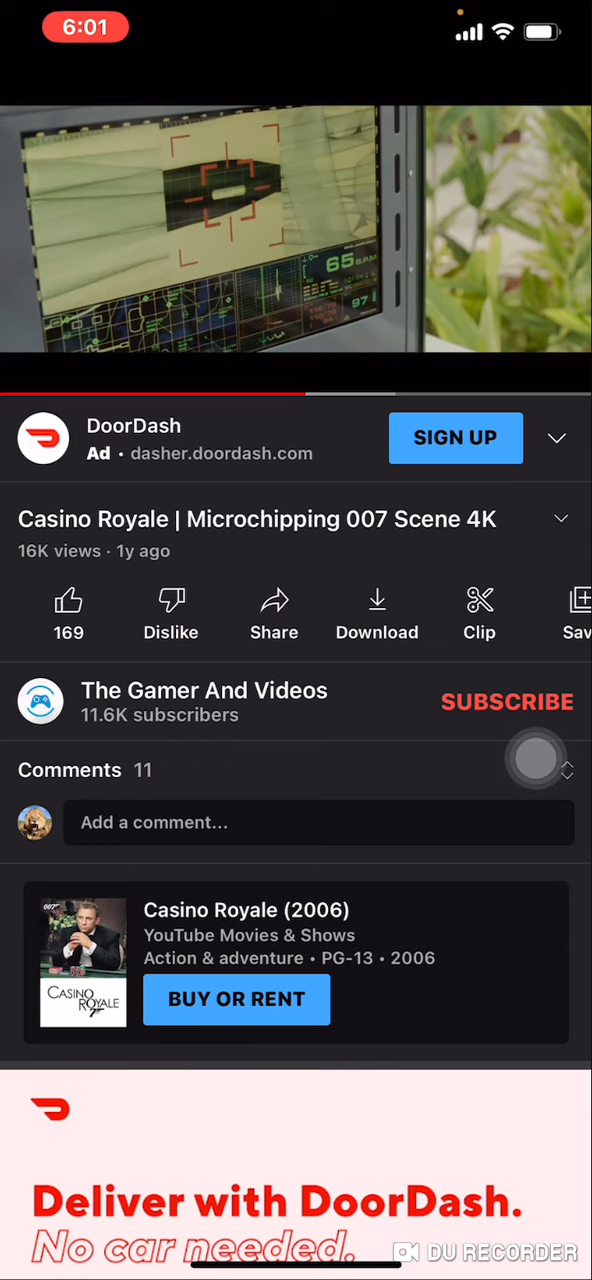 6:01
65 B.P.M
97
DoorDash
Ad • dasher.doordash.com
SIGN UP
Casino Royale | Microchipping 007 Scene 4K
16K views · 1y ago
169
Dislike
Share
Download
Clip
Sav
The Gamer And Videos
11.6K subscribers
SUBSCRIBE
Comments 11
Add a comment...
007
CASINO
ROYALE
7
Casino Royale (2006)
YouTube Movies & Shows
Action & adventure • PG-13 • 2006
BUY OR RENT
Deliver with DoorDash.
No car needed.
DU RECORDER